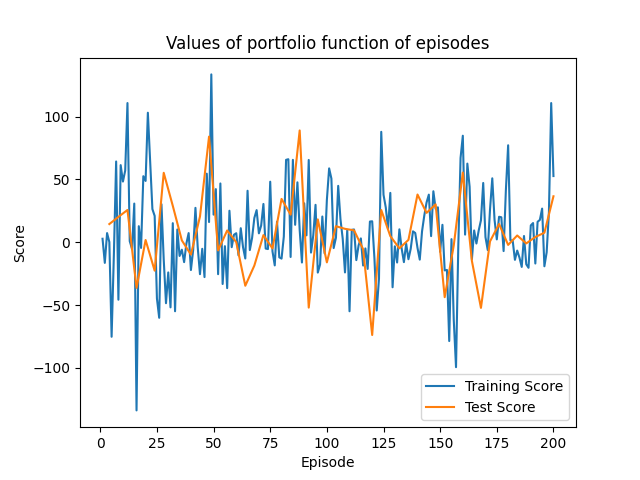 Values of portfolio function of episodes
Score
100
50
0
−50
−100
0 25 50 75 100 125 150 175 200
Episode
Training Score
Test Score